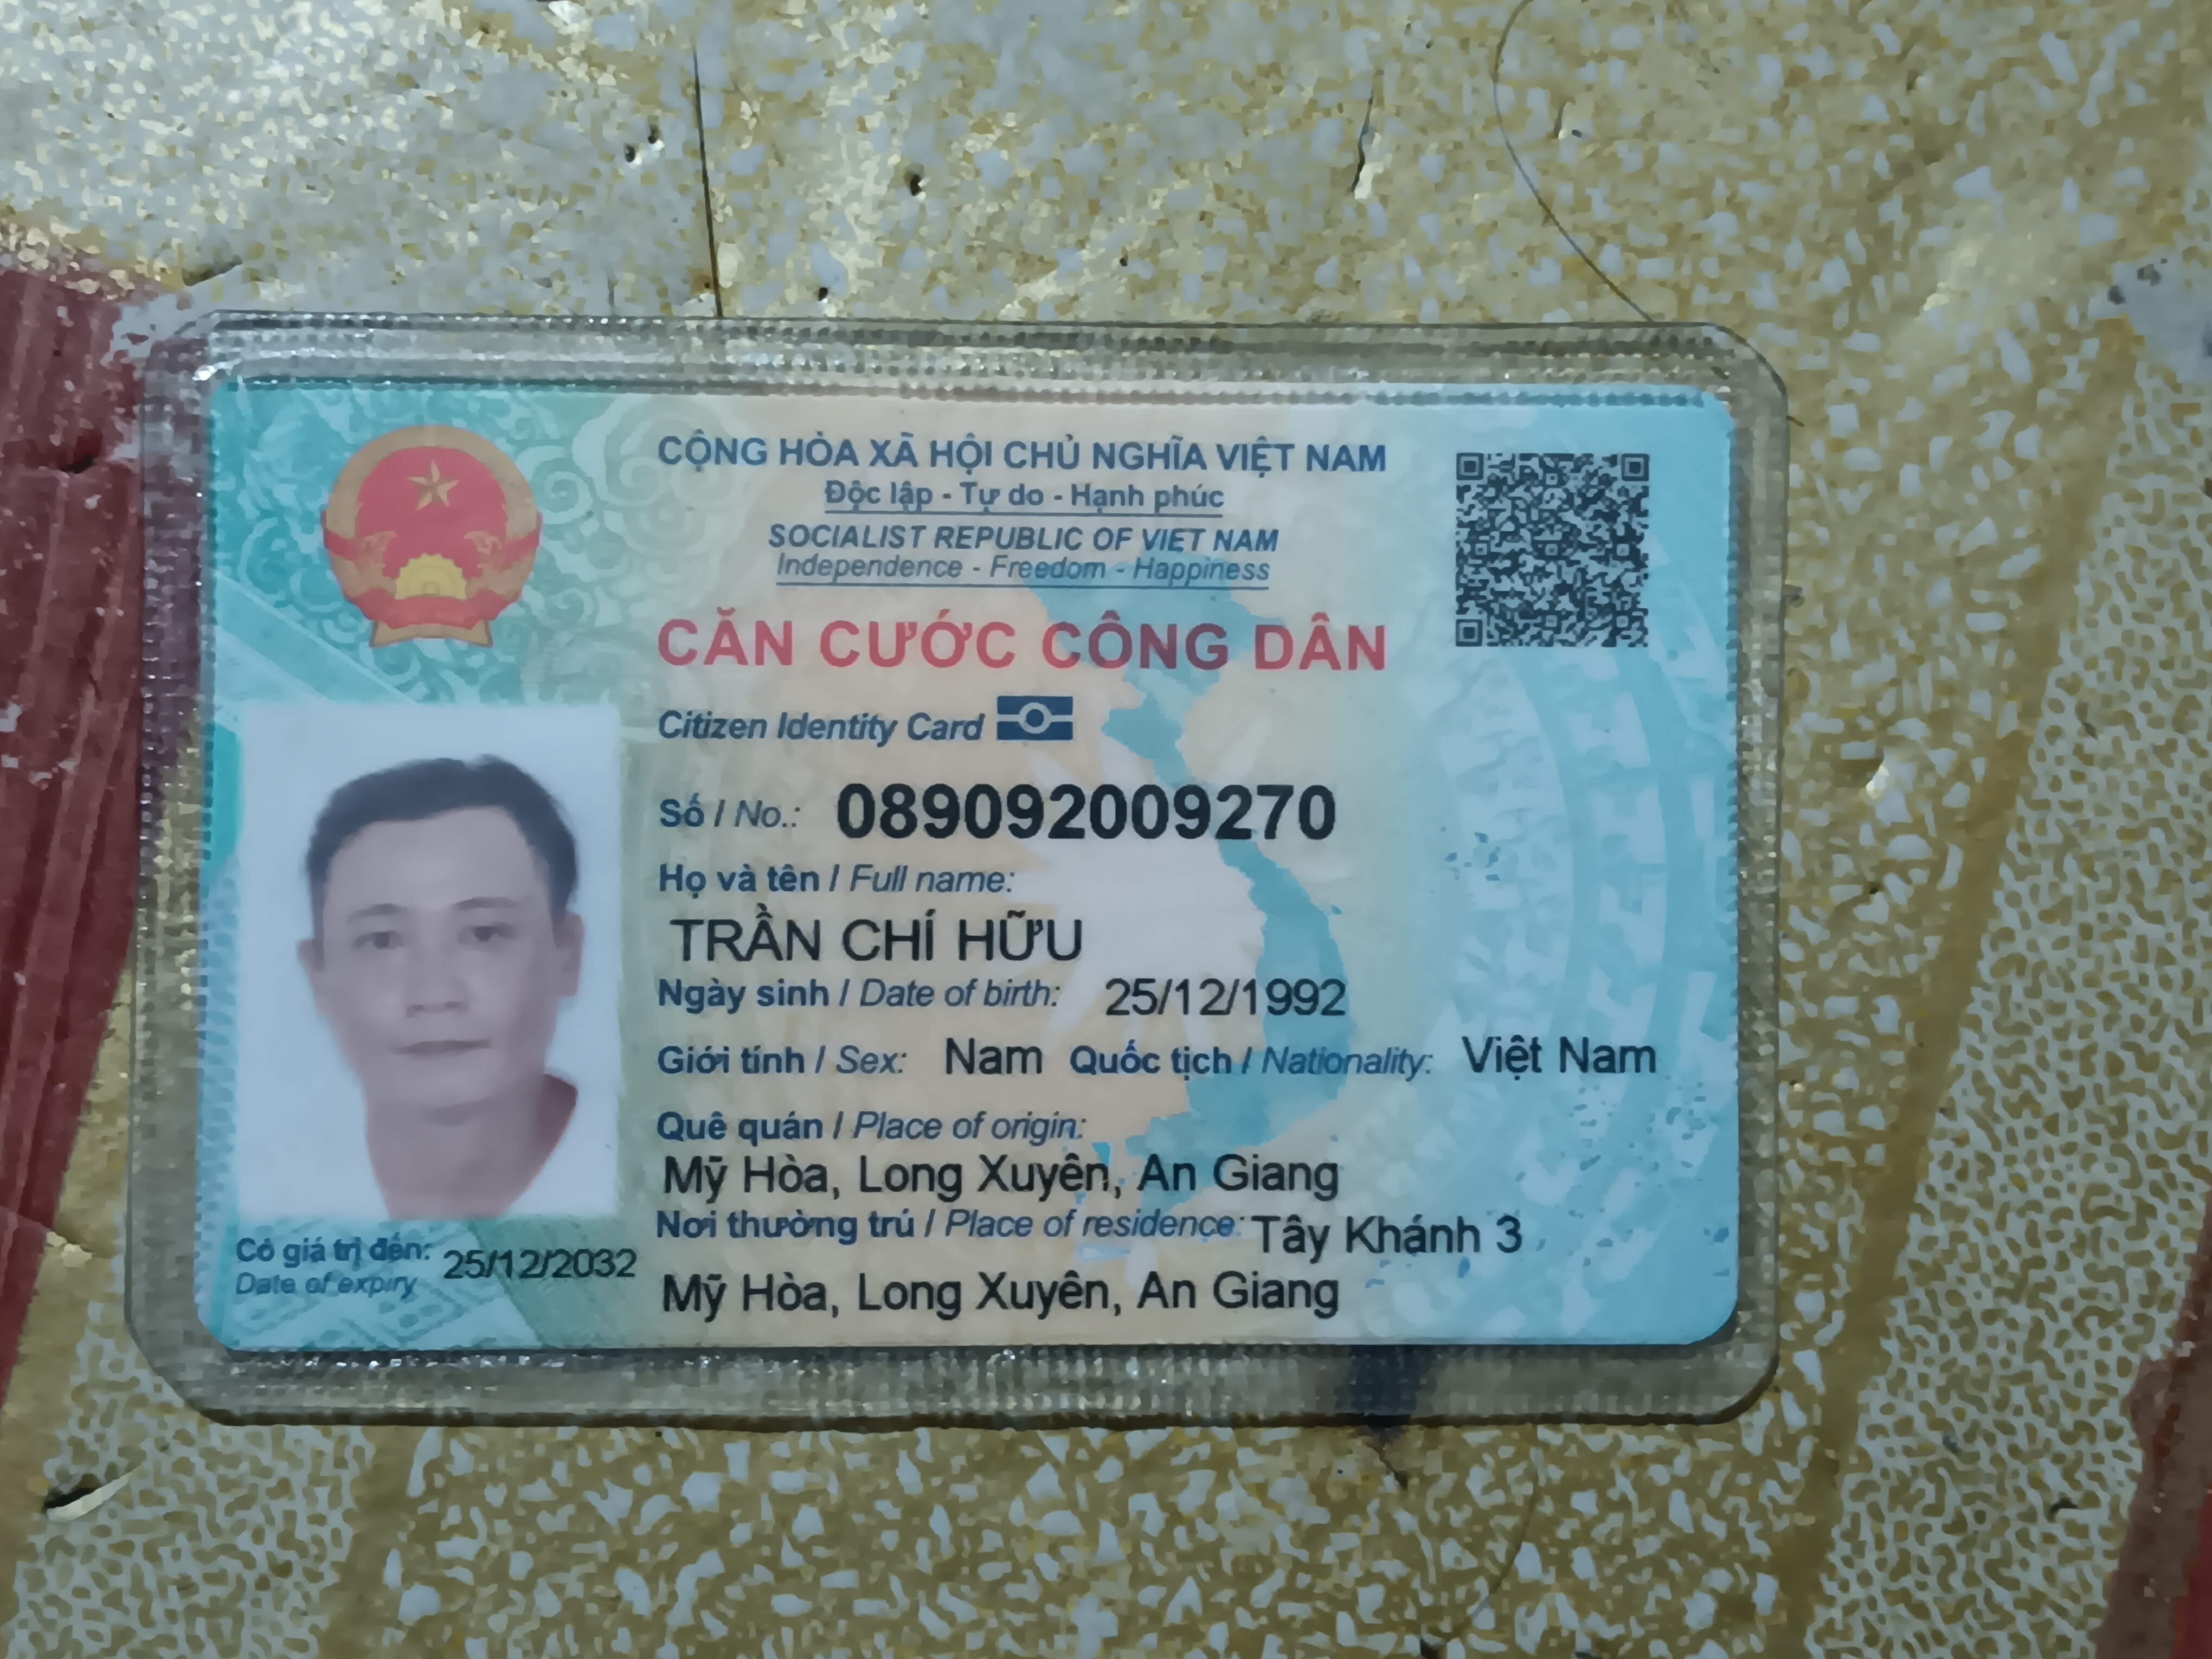 CỘNG HÒA XÃ HỘI CHỦ NGHĨA VIỆT NAM
Độc lập - Tự do - Hạnh phúc
SOCIALIST REPUBLIC OF VIET NAM
Independence - Freedom - Happiness
CĂN CƯỚC CÔNG DÂN
Citizen Identity Card
Số / No.: 089092009270
Họ và tên / Full name:
TRẦN CHÍ HỮU
Ngày sinh / Date of birth: 25/12/1992
Giới tính / Sex: Nam Quốc tịch / Nationality: Việt Nam
Quê quán / Place of origin:
Mỹ Hòa, Long Xuyên, An Giang
Nơi thường trú / Place of residence: Tây Khánh 3
Mỹ Hòa, Long Xuyên, An Giang
Có giá trị đến: 25/12/2032
Date of expiry